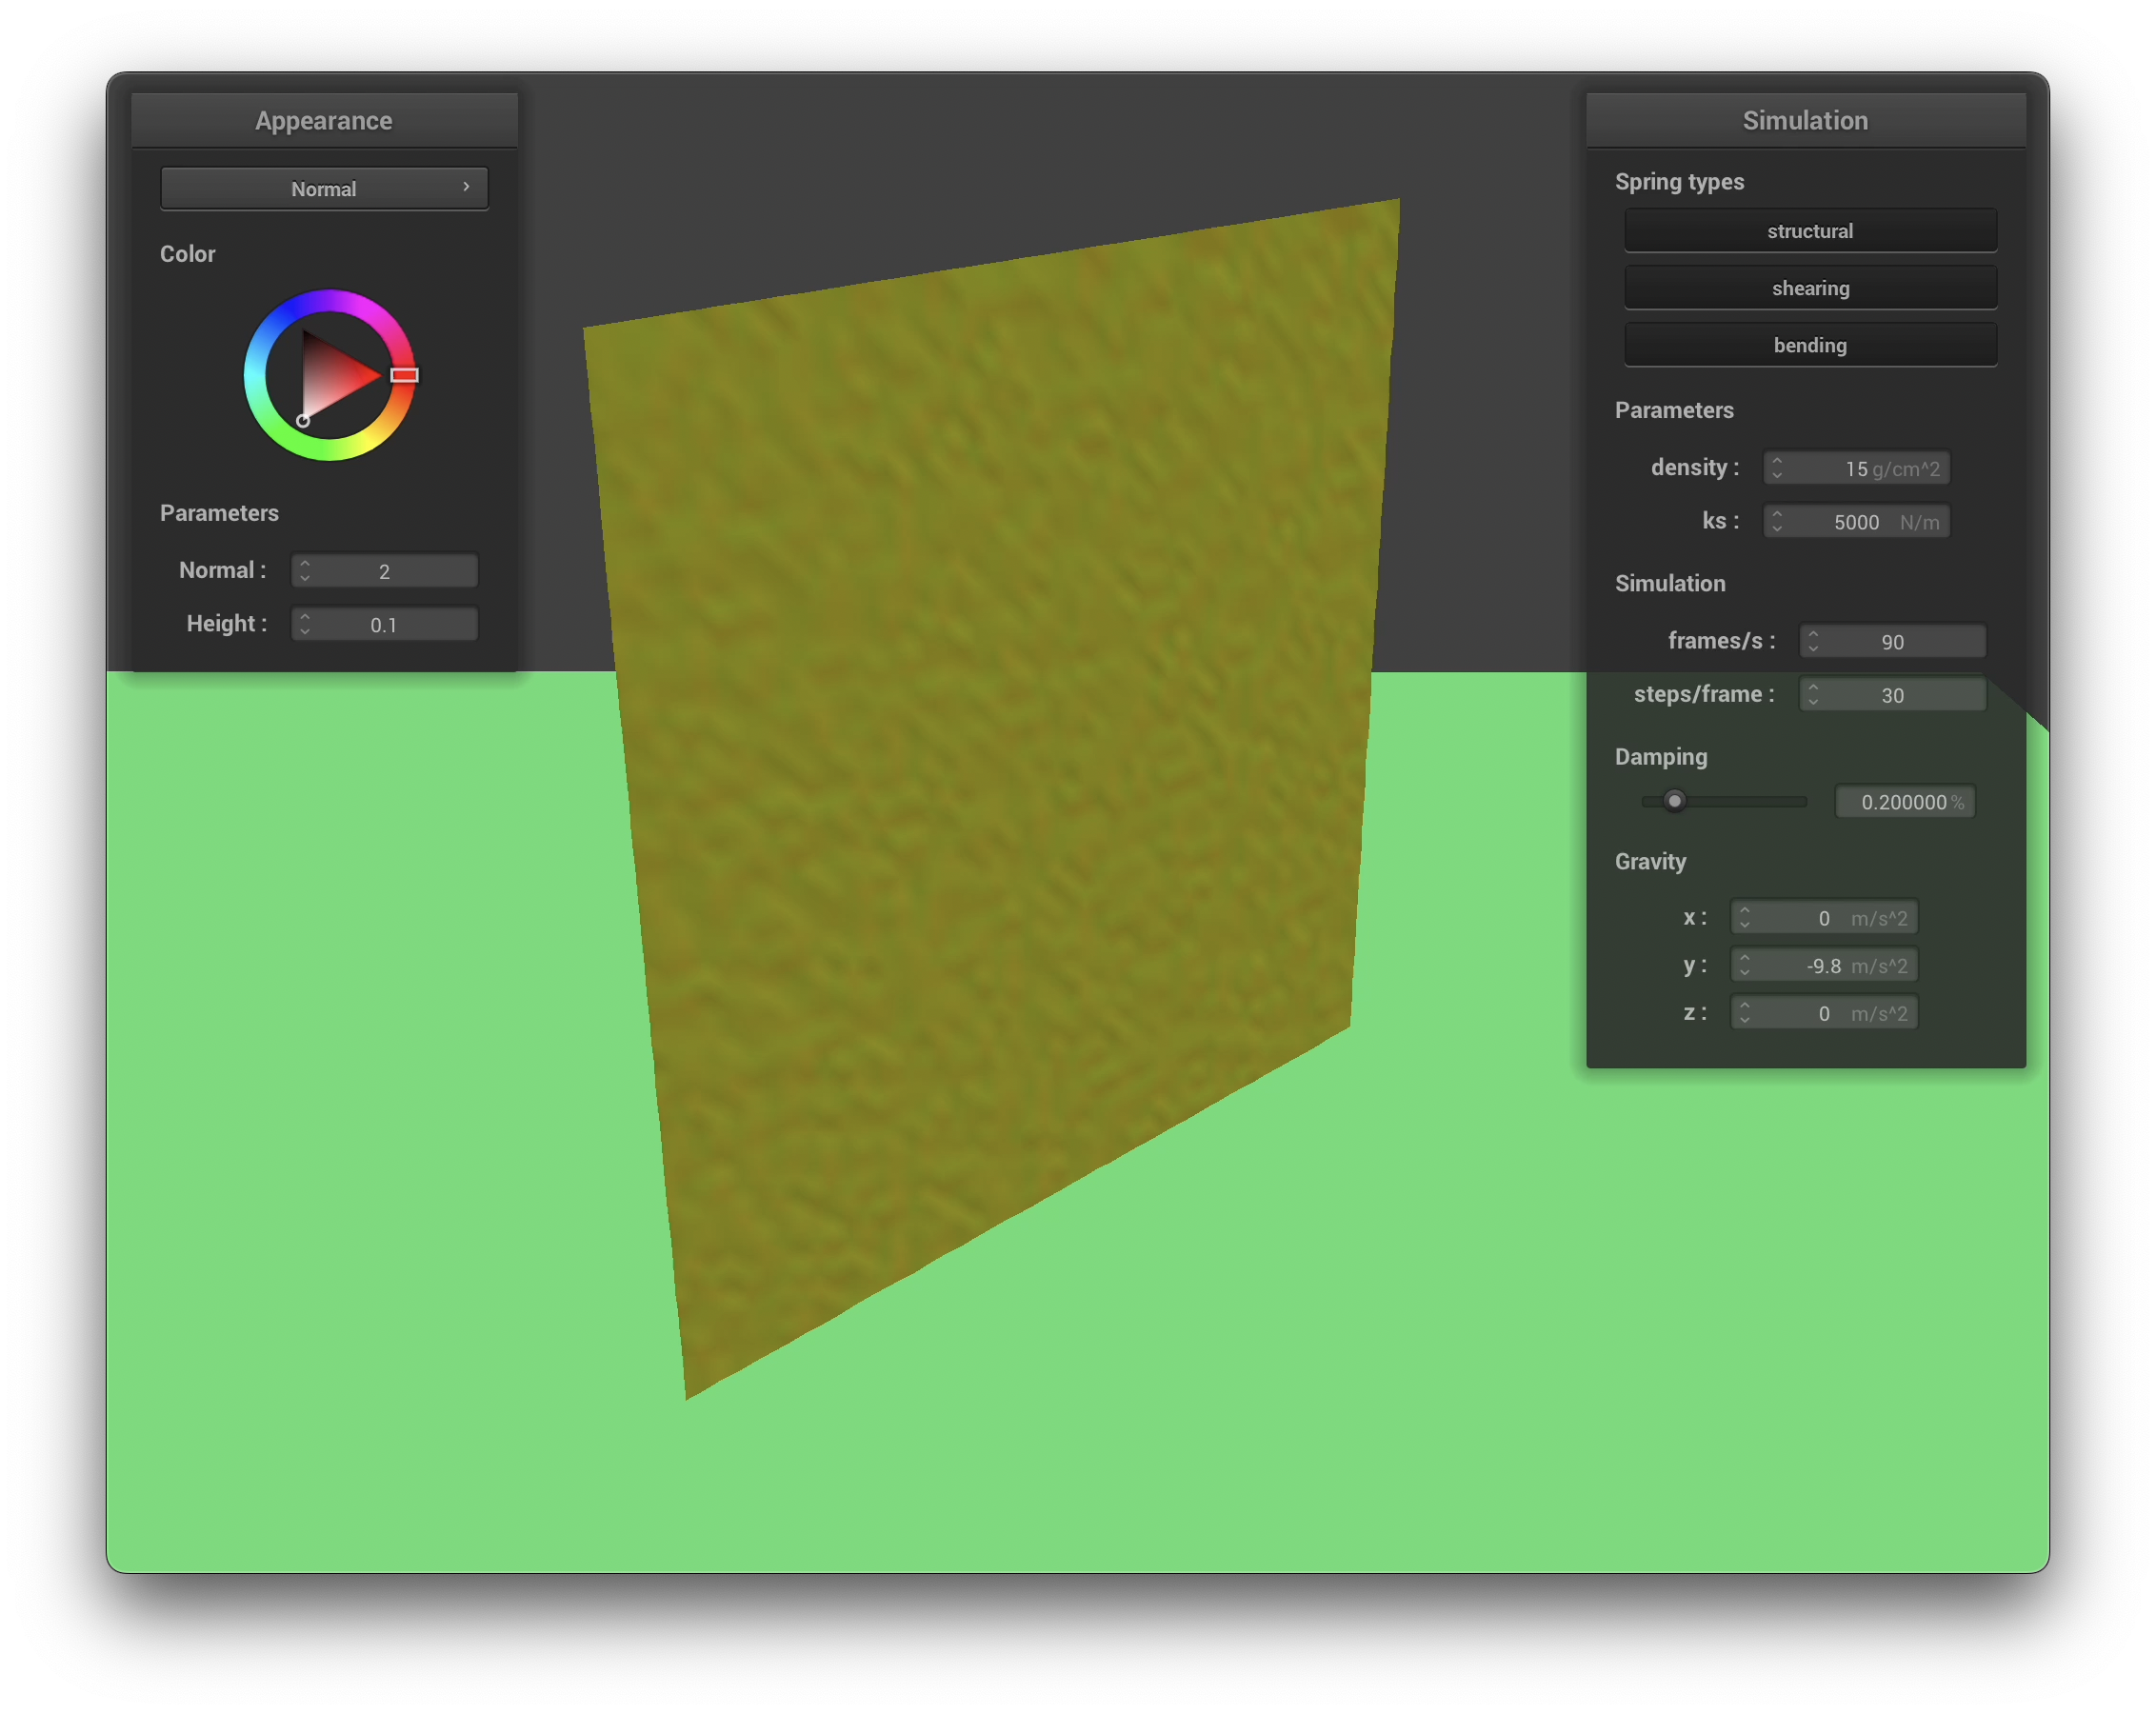 Appearance
Normal
Color
Parameters
Normal : 2
Height : 0.1
Simulation
Spring types
structural
shearing
bending
Parameters
density : 15 g/cm^2
ks : 5000 N/m
Simulation
frames/s : 90
steps/frame : 30
Damping
0.200000 %
Gravity
x : 0 m/s^2
y : -9.8 m/s^2
z : 0 m/s^2